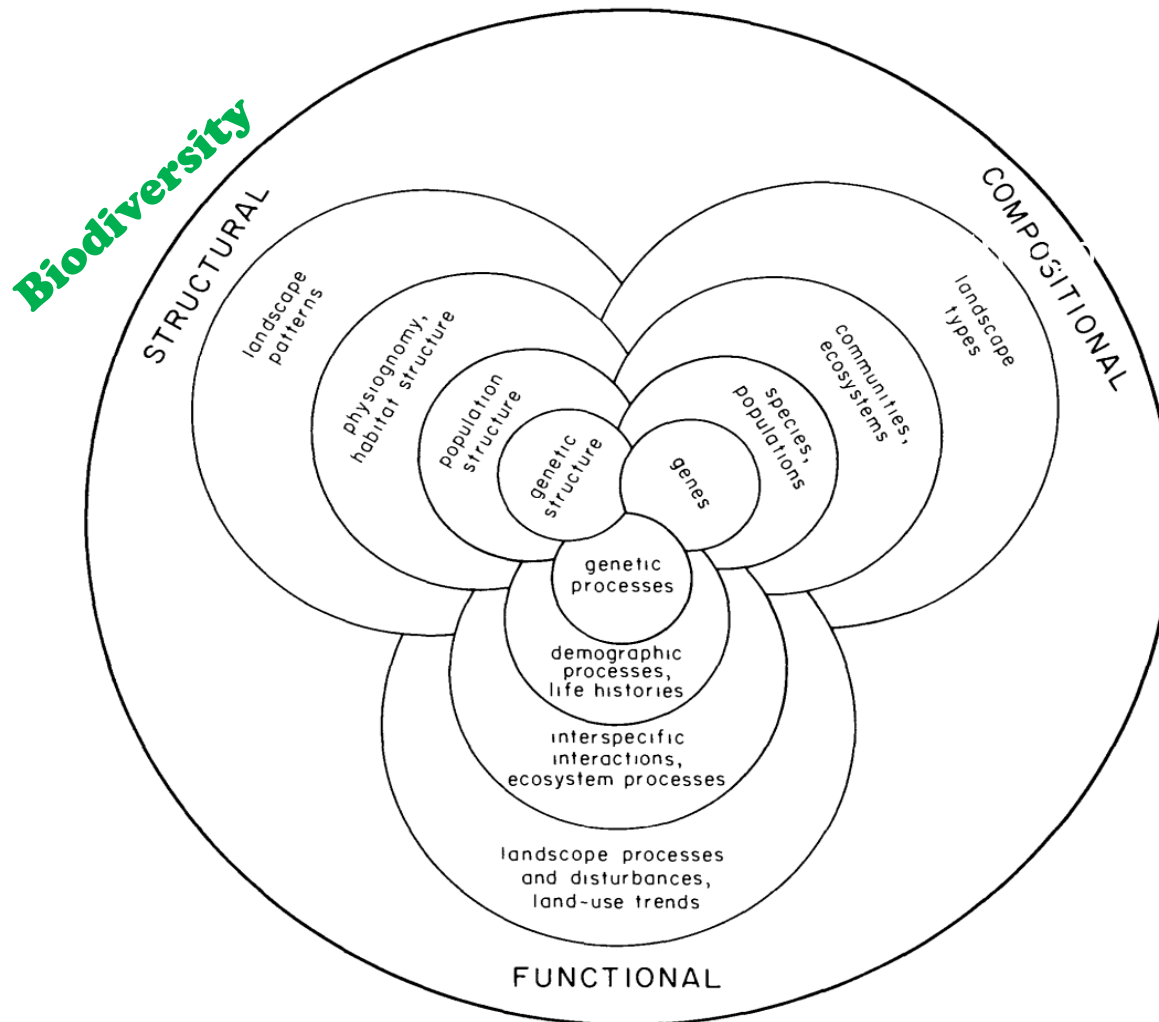 Biodiversity
STRUCTURAL
landscape
patterns
physiognomy,
habitat structure
population
structure
genetic
structure
COMPOSITIONAL
landscape
types
communities,
ecosystems
species,
populations
genes
genetic
processes
demographic
processes,
life histories
interspecific
interactions,
ecosystem processes
landscope processes
and disturbances,
land-use trends
FUNCTIONAL